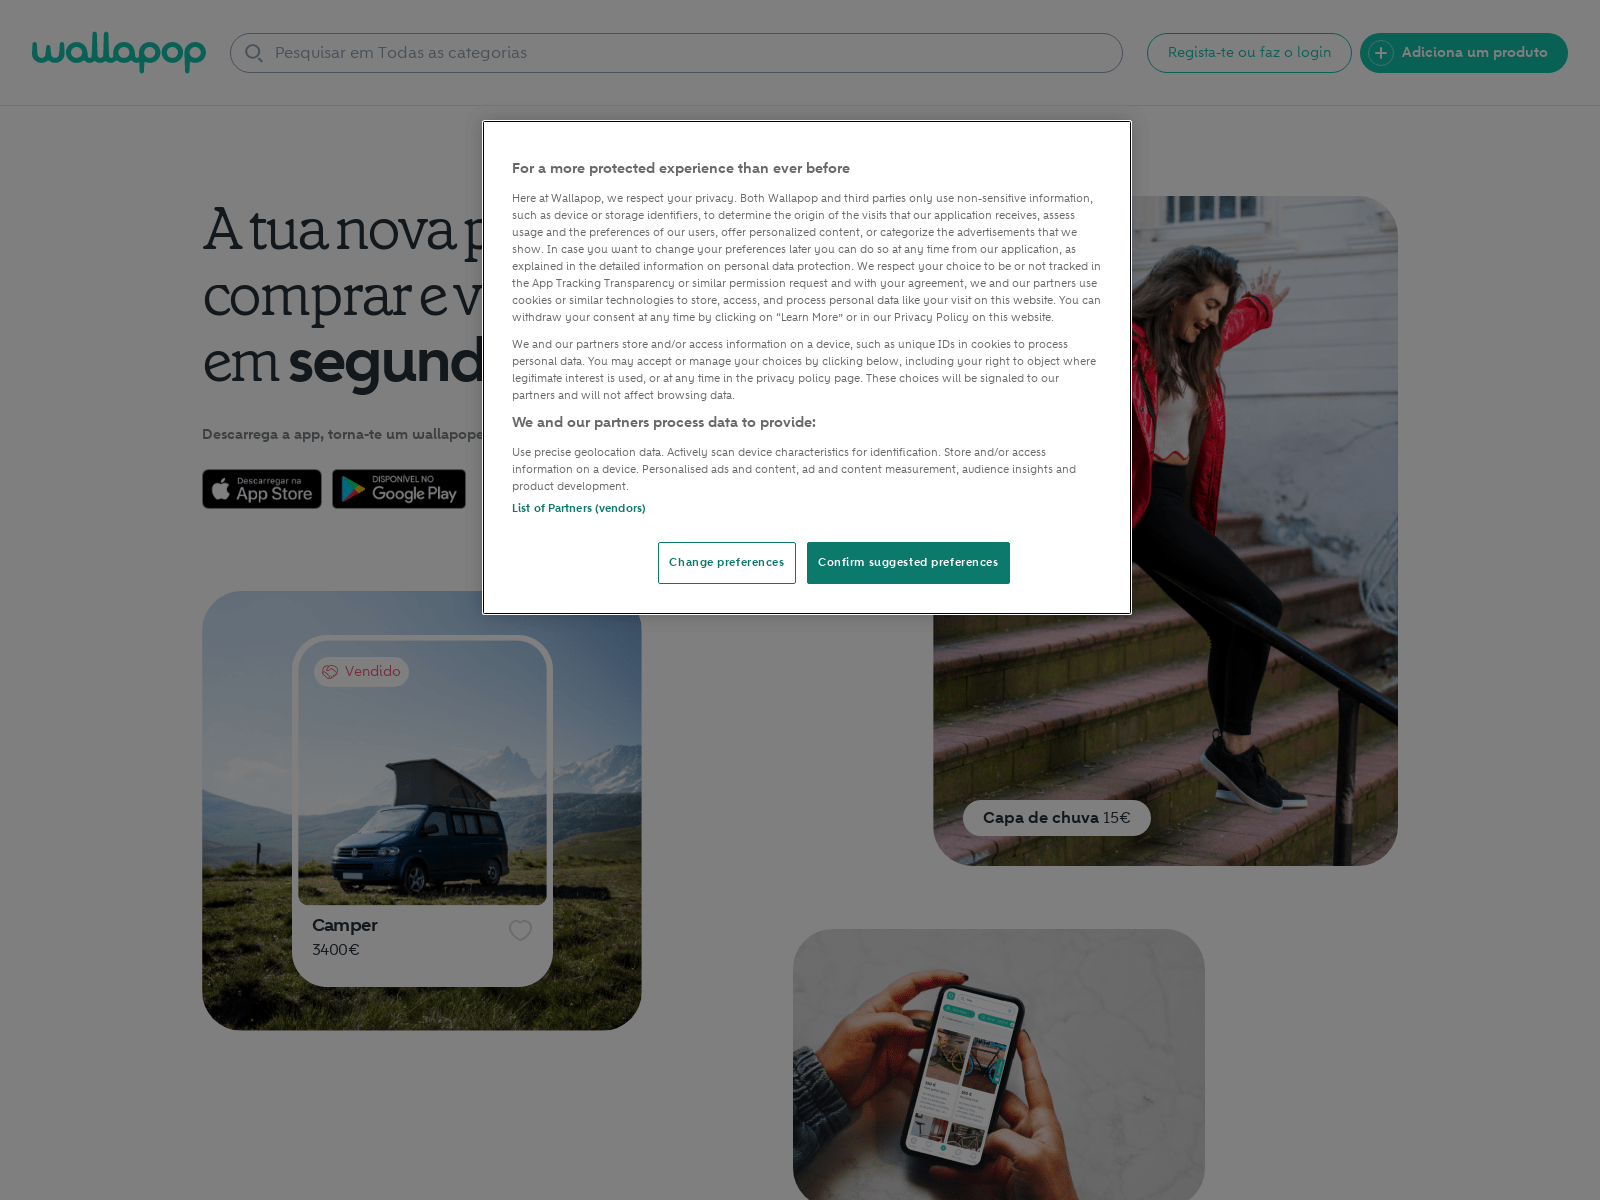 wallapop
Pesquisar em Todas as categorias
Regista-te ou faz o login
Adiciona um produto
A tua nova
comprar e
em segund
Descarrega a app, torna-te um wallapope
Descarregar na
App Store
DISPONÍVEL NO
Google Play
For a more protected experience than ever before
Here at Wallapop, we respect your privacy. Both Wallapop and third parties only use non-sensitive information,
such as device or storage identifiers, to determine the origin of the visits that our application receives, assess
usage and the preferences of our users, offer personalized content, or categorize the advertisements that we
show. In case you want to change your preferences later you can do so at any time from our application, as
explained in the detailed information on personal data protection. We respect your choice to be or not tracked in
the App Tracking Transparency or similar permission request and with your agreement, we and our partners use
cookies or similar technologies to store, access, and process personal data like your visit on this website. You can
withdraw your consent at any time by clicking on “Learn More” or in our Privacy Policy on this website.
We and our partners store and/or access information on a device, such as unique IDs in cookies to process
personal data. You may accept or manage your choices by clicking below, including your right to object where
legitimate interest is used, or at any time in the privacy policy page. These choices will be signaled to our
partners and will not affect browsing data.
We and our partners process data to provide:
Use precise geolocation data. Actively scan device characteristics for identification. Store and/or access
information on a device. Personalised ads and content, ad and content measurement, audience insights and
product development.
List of Partners (vendors)
Change preferences
Confirm suggested preferences
Vendido
Camper
3400€
Capa de chuva 15€